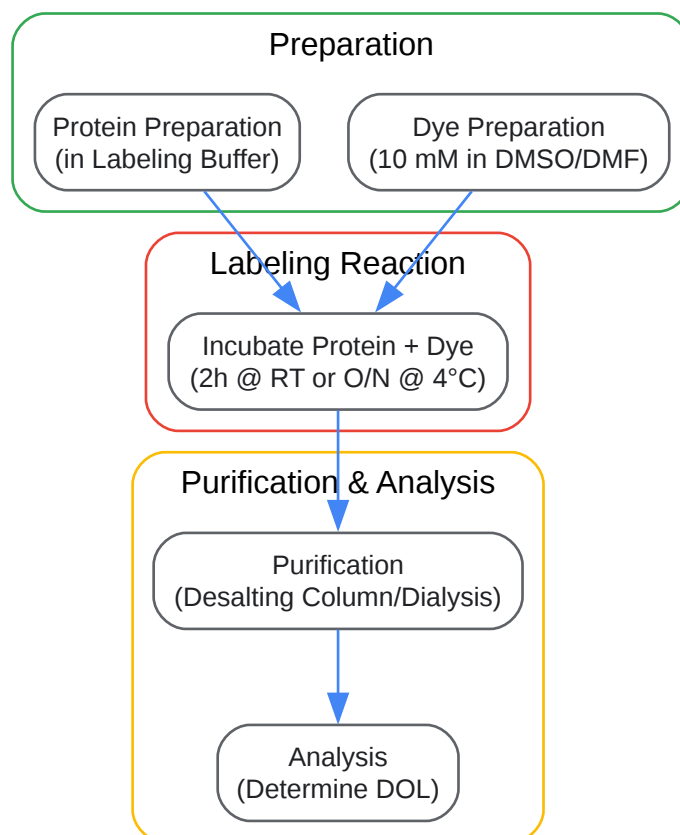 Preparation
Protein Preparation
(in Labeling Buffer)
Dye Preparation
(10 mM in DMSO/DMF)
Labeling Reaction
Incubate Protein + Dye
(2h @ RT or O/N @ 4°C)
Purification & Analysis
Purification
(Desalting Column/Dialysis)
Analysis
(Determine DOL)